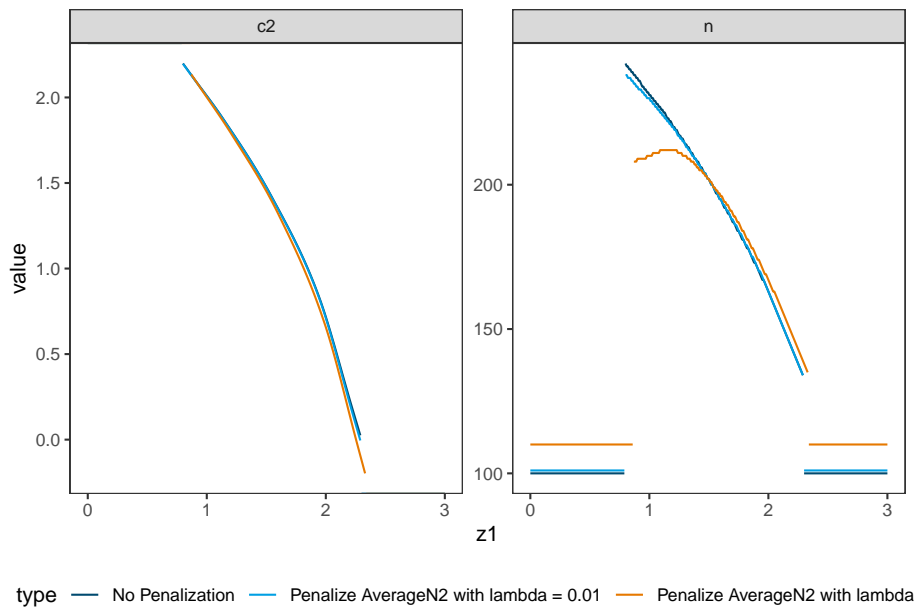 c2
n
value
2.0
1.5
1.0
0.5
0.0
200
150
100
0 1 2 3
0 1 2 3
z1
type No Penalization Penalize AverageN2 with lambda = 0.01 Penalize AverageN2 with lambda